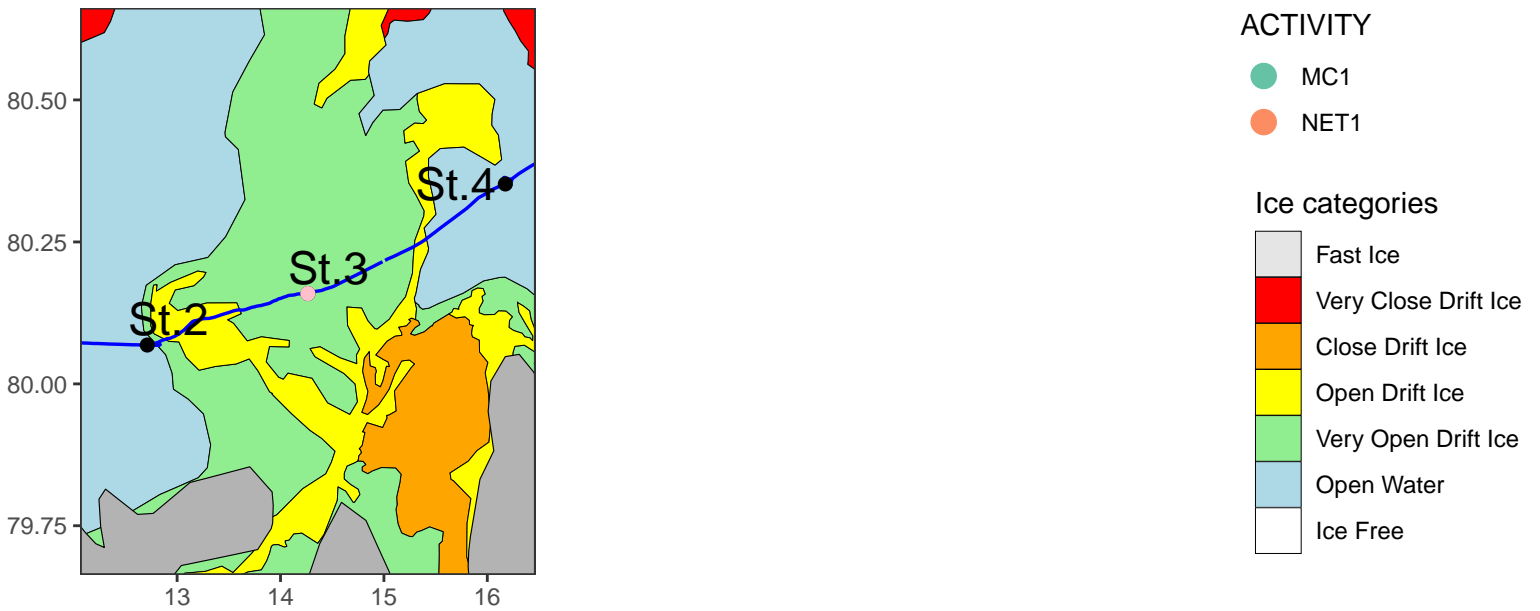 80.50
80.25
80.00
79.75
13
14
15
16
St.2
St.3
St.4
ACTIVITY
MC1
NET1
Ice categories
Fast Ice
Very Close Drift Ice
Close Drift Ice
Open Drift Ice
Very Open Drift Ice
Open Water
Ice Free